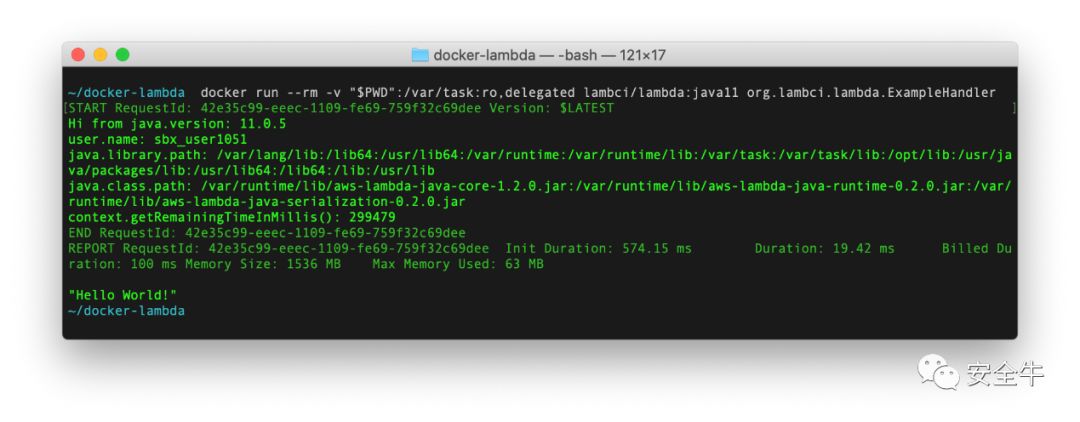 docker-lambda — -bash — 121×17
~/docker-lambda  docker run --rm -v "$PWD":/var/task:ro,delegated lambci/lambda:java11 org.lambci.lambda.ExampleHandler
[START RequestId: 42e35c99-eeec-1109-fe69-759f32c69dee Version: $LATEST ]
Hi from java.version: 11.0.5
user.name: sbx_user1051
java.library.path: /var/lang/lib:/lib64:/usr/lib64:/var/runtime:/var/runtime/lib:/var/task:/var/task/lib:/opt/lib:/usr/ja
va/packages/lib:/usr/lib64:/lib64:/lib:/usr/lib
java.class.path: /var/runtime/lib/aws-lambda-java-core-1.2.0.jar:/var/runtime/lib/aws-lambda-java-runtime-0.2.0.jar:/var/
runtime/lib/aws-lambda-java-serialization-0.2.0.jar
context.getRemainingTimeInMillis(): 299479
END RequestId: 42e35c99-eeec-1109-fe69-759f32c69dee
REPORT RequestId: 42e35c99-eeec-1109-fe69-759f32c69dee  Init Duration: 574.15 ms        Duration: 19.42 ms      Billed Du
ration: 100 ms Memory Size: 1536 MB    Max Memory Used: 63 MB
"Hello World!"
~/docker-lambda
安全牛